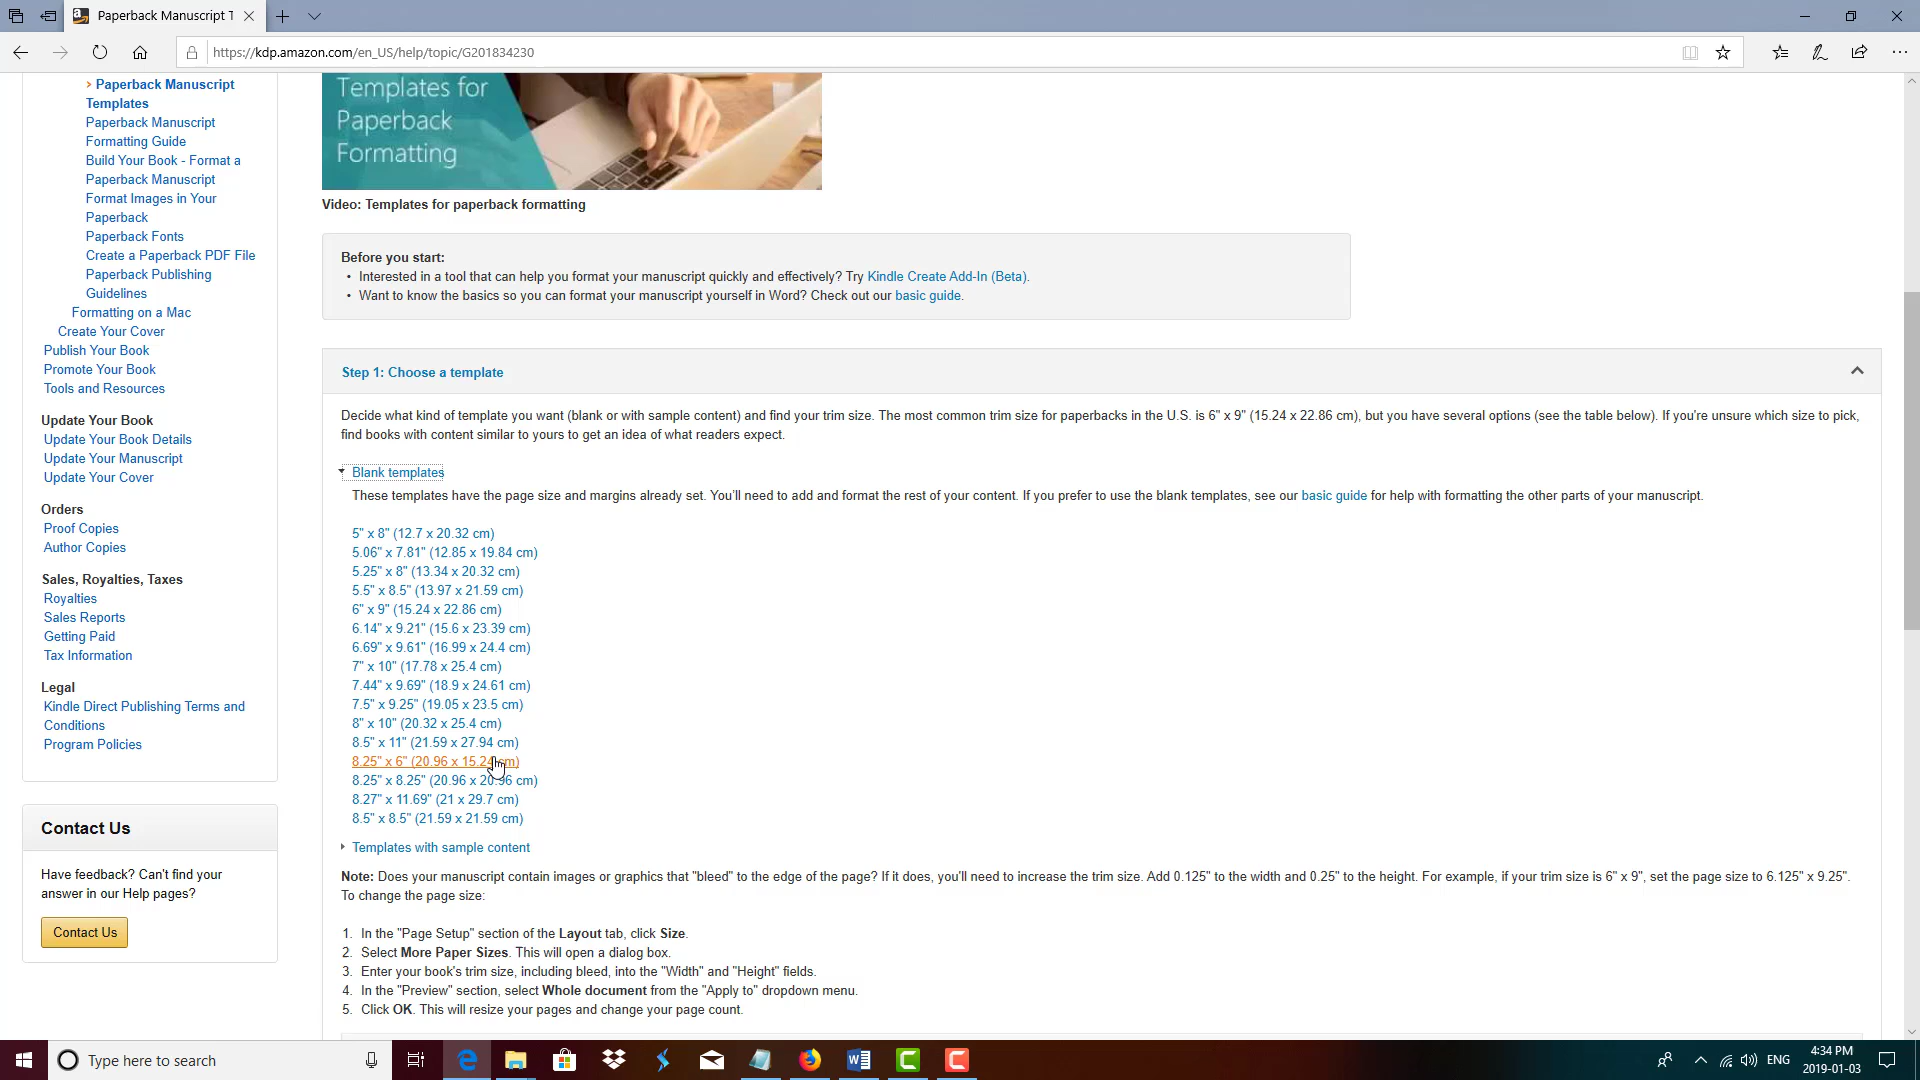 Paperback Manuscript T
https://kdp.amazon.com/en_US/help/topic/G201834230
> Paperback Manuscript
Templates
Paperback Manuscript
Formatting Guide
Build Your Book - Format a
Paperback Manuscript
Format Images in Your
Paperback
Paperback Fonts
Create a Paperback PDF File
Paperback Publishing
Guidelines
Formatting on a Mac
Create Your Cover
Publish Your Book
Promote Your Book
Tools and Resources
Update Your Book
Update Your Book Details
Update Your Manuscript
Update Your Cover
Orders
Proof Copies
Author Copies
Sales, Royalties, Taxes
Royalties
Sales Reports
Getting Paid
Tax Information
Legal
Kindle Direct Publishing Terms and
Conditions
Program Policies
Contact Us
Have feedback? Can't find your
answer in our Help pages?
Contact Us
Templates for
Paperback
Formatting
Video: Templates for paperback formatting
Before you start:
• Interested in a tool that can help you format your manuscript quickly and effectively? Try Kindle Create Add-In (Beta).
• Want to know the basics so you can format your manuscript yourself in Word? Check out our basic guide.
Step 1: Choose a template
Decide what kind of template you want (blank or with sample content) and find your trim size. The most common trim size for paperbacks in the U.S. is 6" x 9" (15.24 x 22.86 cm), but you have several options (see the table below). If you're unsure which size to pick,
find books with content similar to yours to get an idea of what readers expect.
Blank templates
These templates have the page size and margins already set. You'll need to add and format the rest of your content. If you prefer to use the blank templates, see our basic guide for help with formatting the other parts of your manuscript.
5" x 8" (12.7 x 20.32 cm)
5.06" x 7.81" (12.85 x 19.84 cm)
5.25" x 8" (13.34 x 20.32 cm)
5.5" x 8.5" (13.97 x 21.59 cm)
6" x 9" (15.24 x 22.86 cm)
6.14" x 9.21" (15.6 x 23.39 cm)
6.69" x 9.61" (16.99 x 24.4 cm)
7" x 10" (17.78 x 25.4 cm)
7.44" x 9.69" (18.9 x 24.61 cm)
7.5" x 9.25" (19.05 x 23.5 cm)
8" x 10" (20.32 x 25.4 cm)
8.5" x 11" (21.59 x 27.94 cm)
8.25" x 6" (20.96 x 15.24 cm)
8.25" x 8.25" (20.96 x 20.96 cm)
8.27" x 11.69" (21 x 29.7 cm)
8.5" x 8.5" (21.59 x 21.59 cm)
Templates with sample content
Note: Does your manuscript contain images or graphics that "bleed" to the edge of the page? If it does, you'll need to increase the trim size. Add 0.125" to the width and 0.25" to the height. For example, if your trim size is 6" x 9", set the page size to 6.125" x 9.25".
To change the page size:
1. In the "Page Setup" section of the Layout tab, click Size.
2. Select More Paper Sizes. This will open a dialog box.
3. Enter your book's trim size, including bleed, into the "Width" and "Height" fields.
4. In the "Preview" section, select Whole document from the "Apply to" dropdown menu.
5. Click OK. This will resize your pages and change your page count.
Type here to search
ENG
4:34 PM
2019-01-03